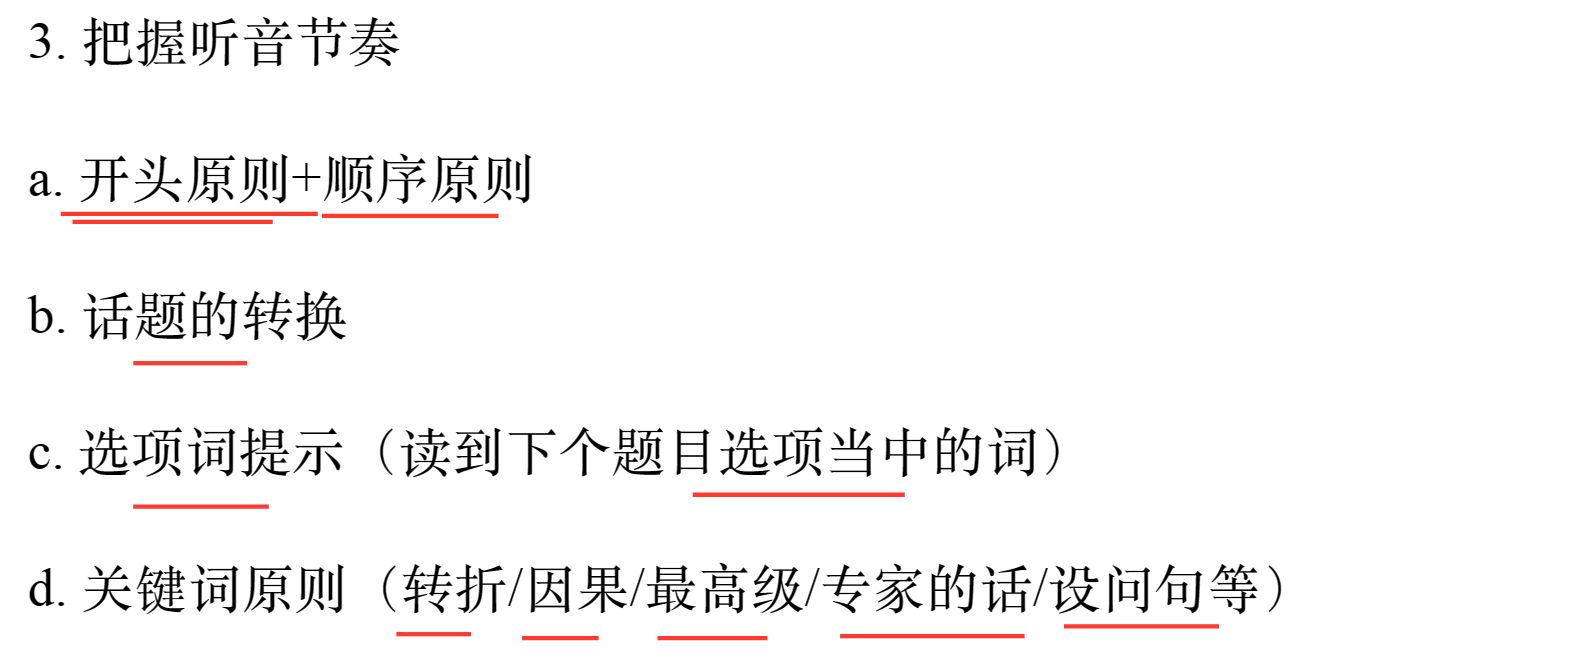 3. 把握听音节奏
a. 开头原则+顺序原则
b. 话题的转换
c. 选项词提示（读到下个题目选项当中的词）
d. 关键词原则（转折/因果/最高级/专家的话/设问句等）